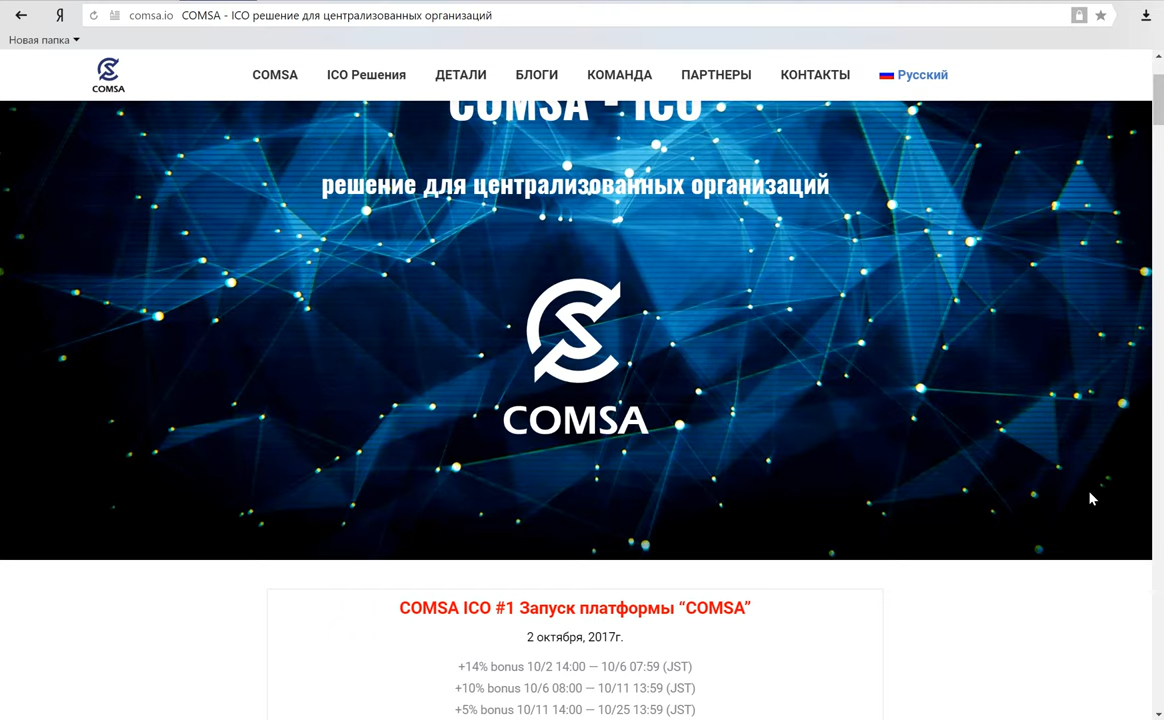 comsa.io COMSA - ICO решение для централизованных организаций
Новая папка
COMSA
COMSA ICO Решения ДЕТАЛИ БЛОГИ КОМАНДА ПАРТНЕРЫ КОНТАКТЫ Русский
COMSA - ICO
решение для централизованных организаций
COMSA
COMSA ICO #1 Запуск платформы “COMSA”
2 октября, 2017г.
+14% bonus 10/2 14:00 — 10/6 07:59 (JST)
+10% bonus 10/6 08:00 — 10/11 13:59 (JST)
+5% bonus 10/11 14:00 — 10/25 13:59 (JST)